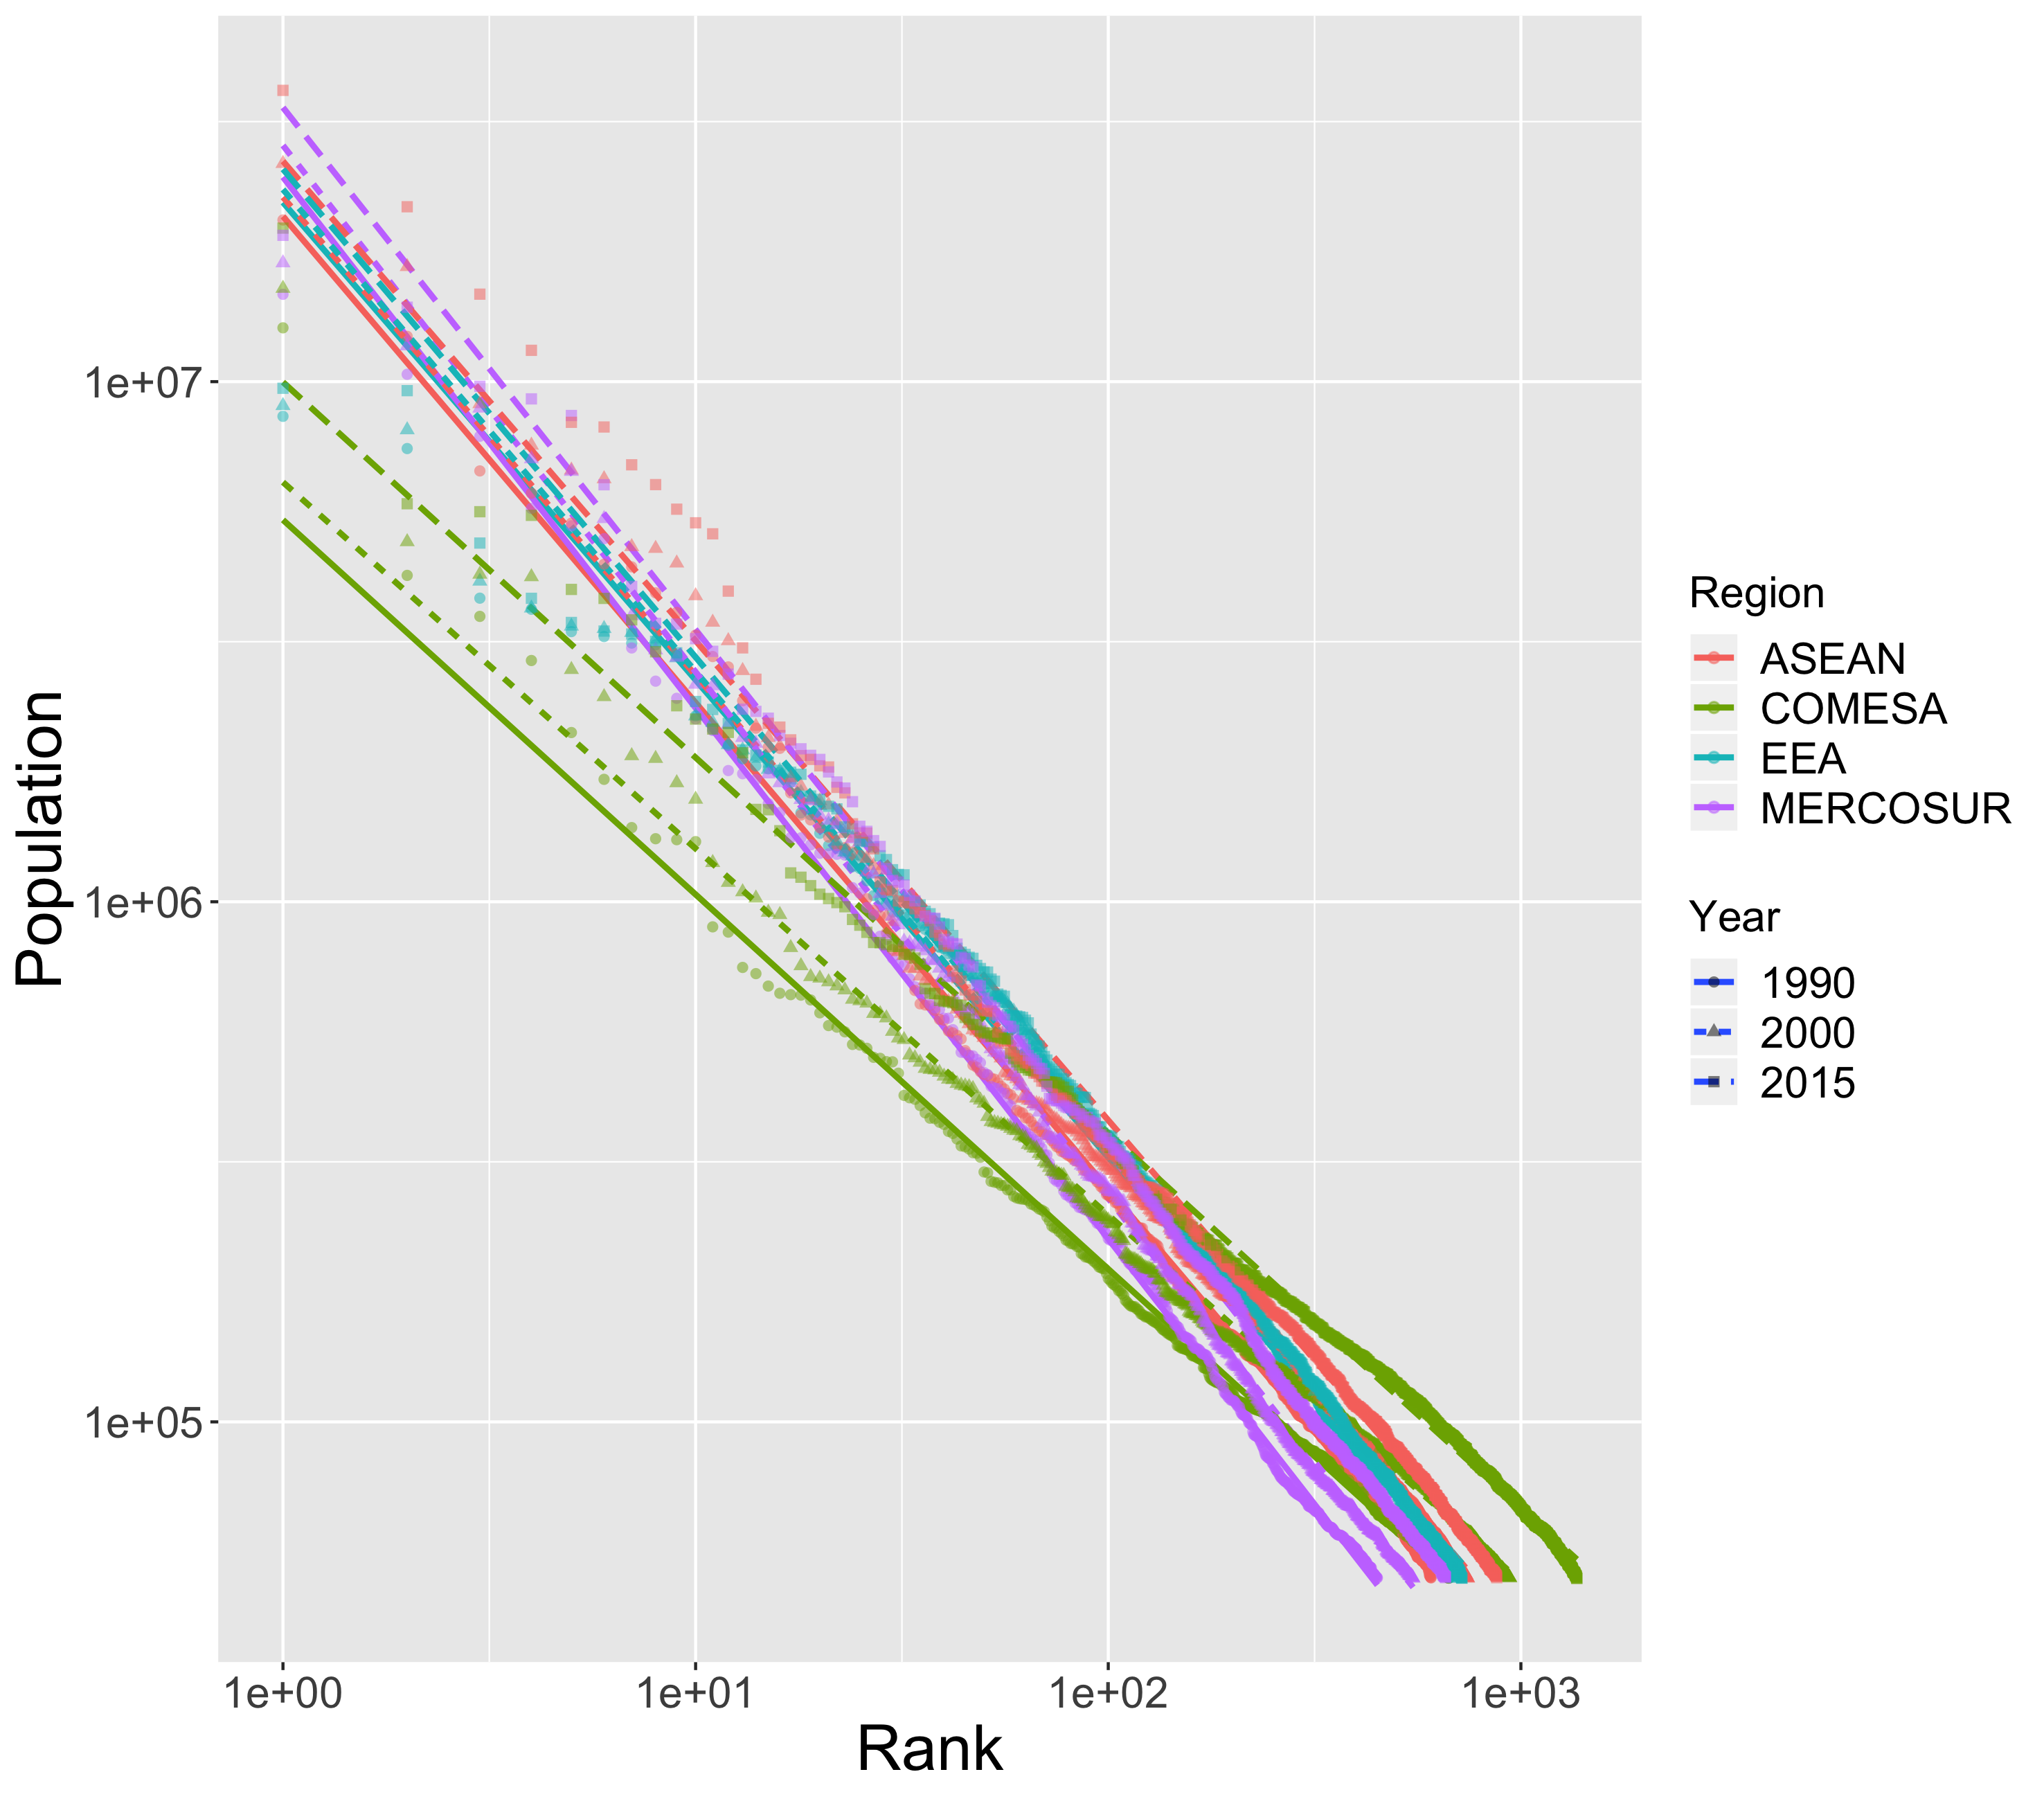 1e+07
1e+06
1e+05
Population
1e+00
1e+01
1e+02
1e+03
Rank
Region
ASEAN
COMESA
EEA
MERCOSUR
Year
1990
2000
2015